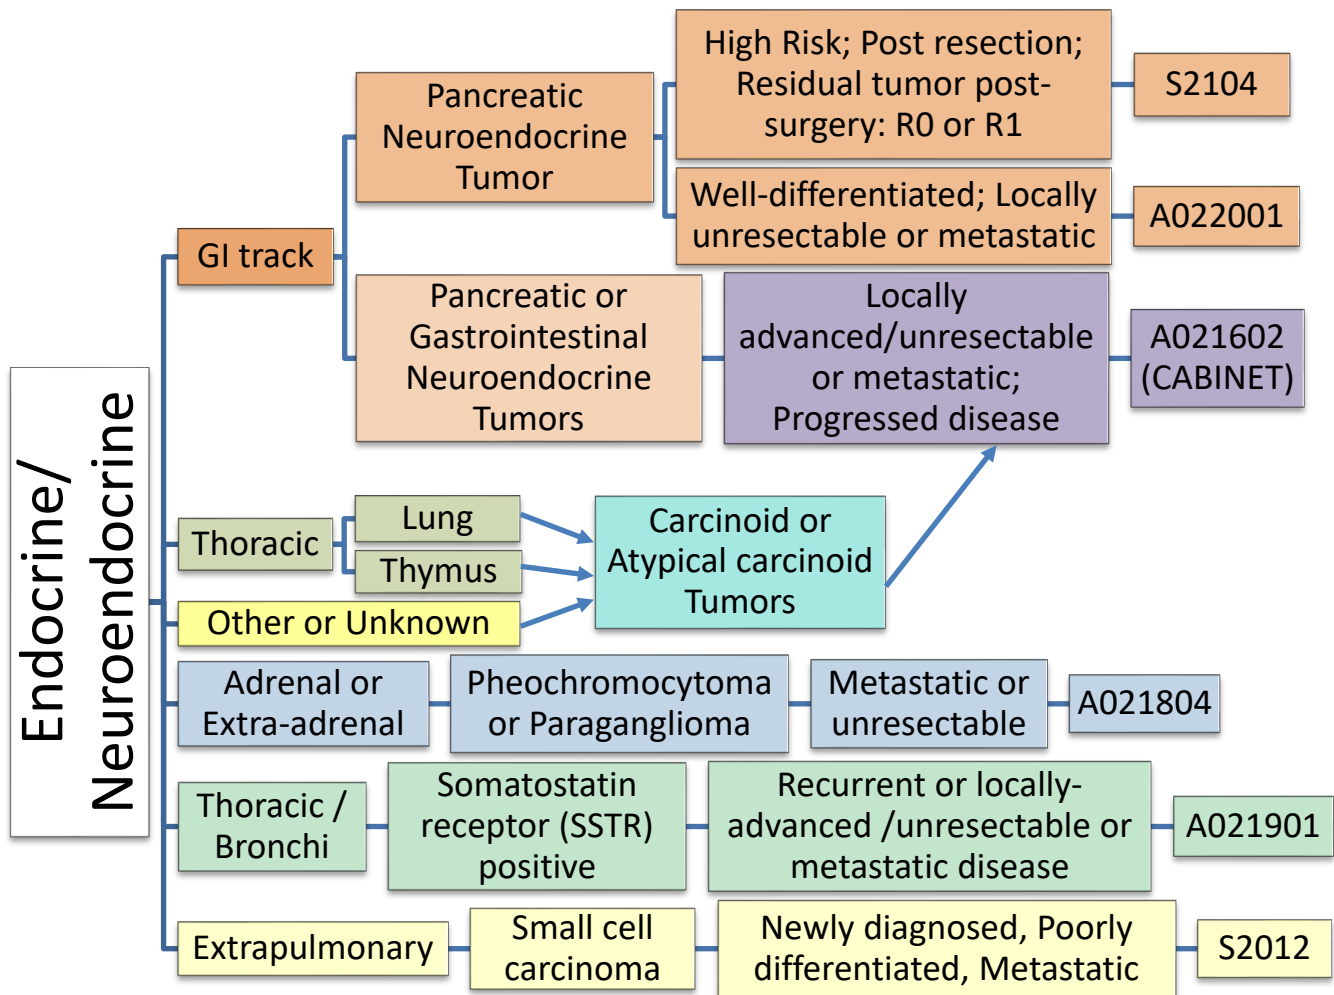 Endocrine/
Neuroendocrine
GI track
Pancreatic
Neuroendocrine
Tumor
High Risk; Post resection;
Residual tumor post-
surgery: R0 or R1
S2104
Well-differentiated; Locally
unresectable or metastatic
A022001
Pancreatic or
Gastrointestinal
Neuroendocrine
Tumors
Locally
advanced/unresectable
or metastatic;
Progressed disease
A021602
(CABINET)
Thoracic
Lung
Thymus
Other or Unknown
Carcinoid or
Atypical carcinoid
Tumors
Adrenal or
Extra-adrenal
Pheochromocytoma
or Paraganglioma
Metastatic or
unresectable
A021804
Thoracic /
Bronchi
Somatostatin
receptor (SSTR)
positive
Recurrent or locally-
advanced /unresectable or
metastatic disease
A021901
Extrapulmonary
Small cell
carcinoma
Newly diagnosed, Poorly
differentiated, Metastatic
S2012